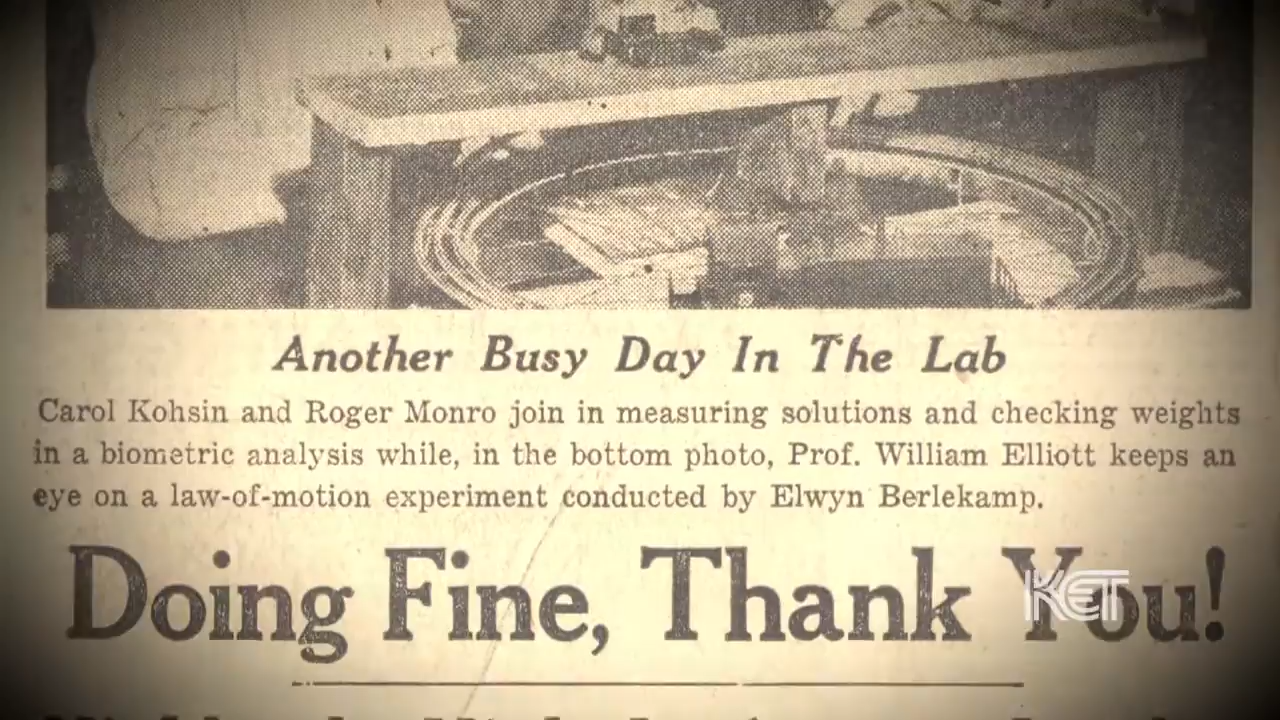 Another Busy Day In The Lab
Carol Kohsin and Roger Monro join in measuring solutions and checking weights
in a biometric analysis while, in the bottom photo, Prof. William Elliott keeps an
eye on a law-of-motion experiment conducted by Elwyn Berlekamp.
Doing Fine, Thank You!
KET